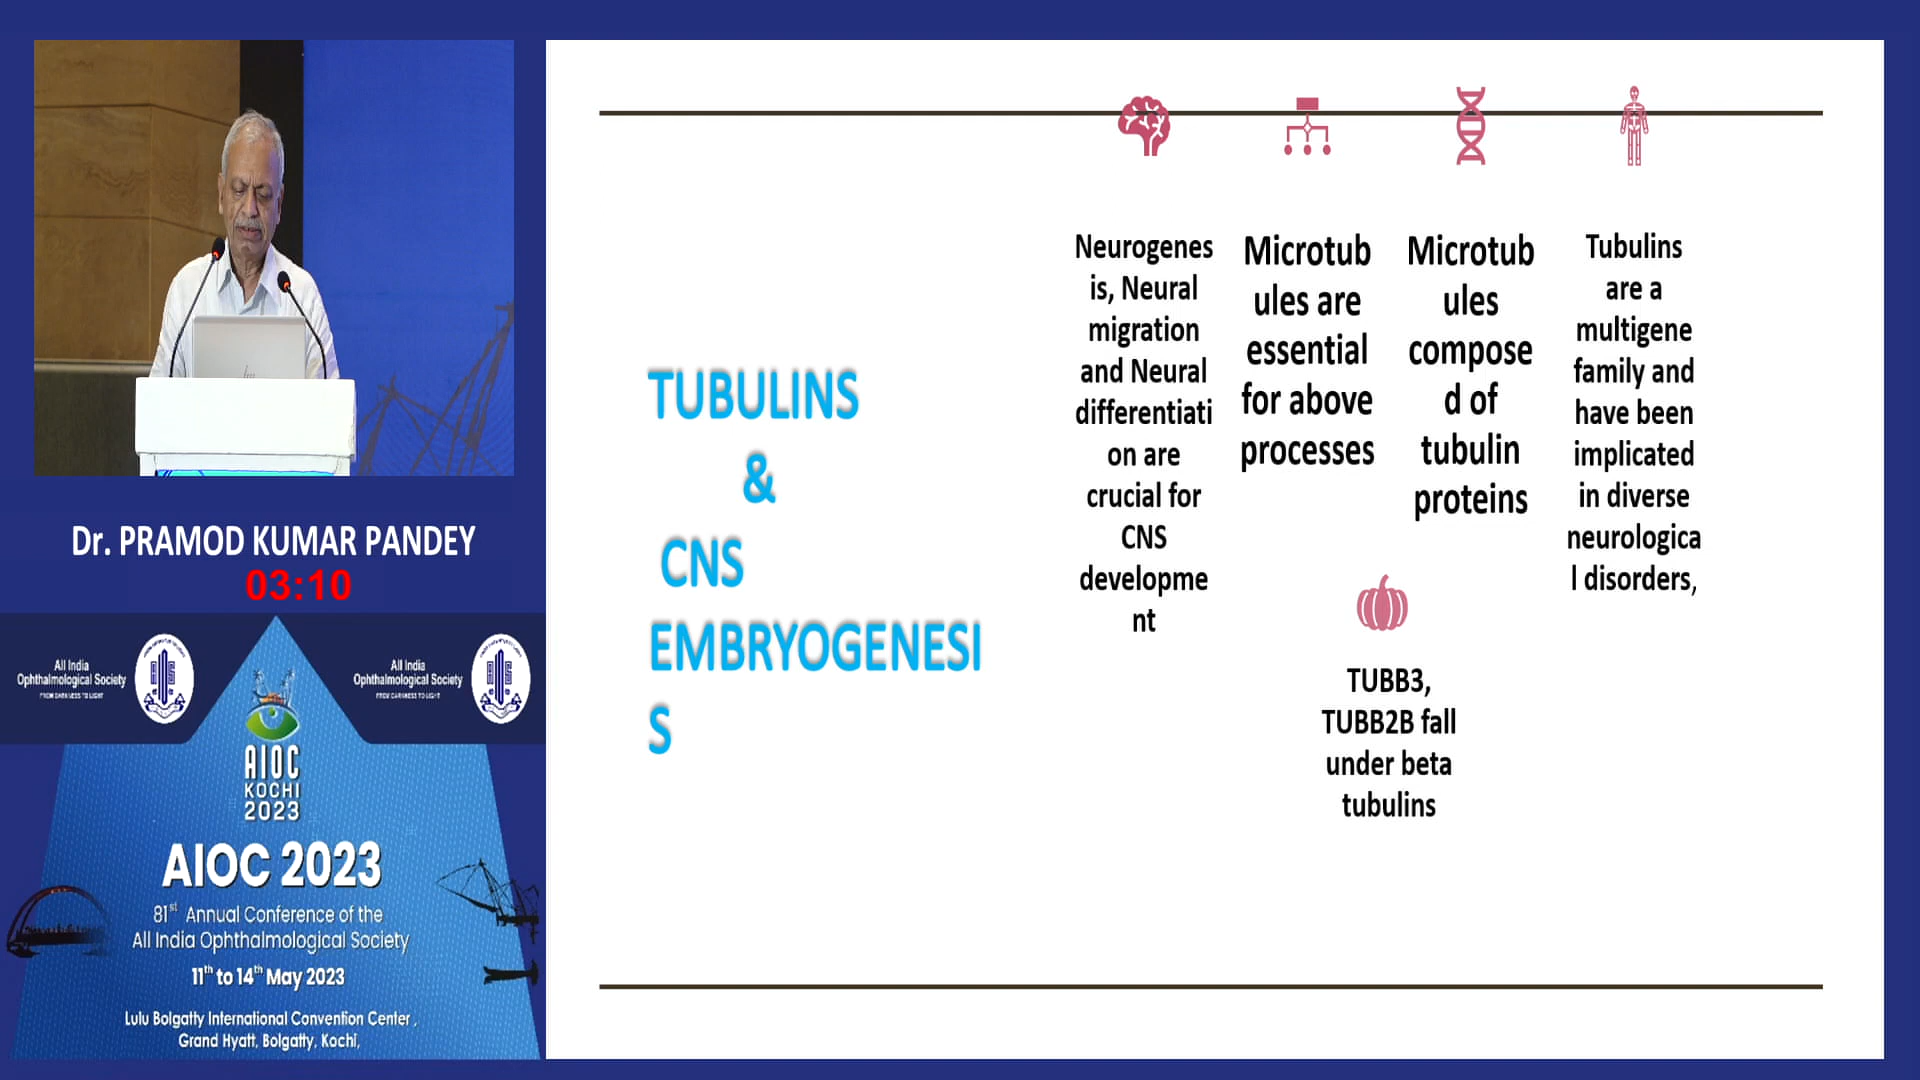 Dr. PRAMOD KUMAR PANDEY
03:10
All India
Ophthalmological Society
FROM DARKNESS TO LIGHT
All India
Ophthalmological Society
FROM DARKNESS TO LIGHT
AIOC
KOCHI
2023
AIOC 2023
81st Annual Conference of the
All India Ophthalmological Society
11th to 14th May 2023
Lulu Bolgatty International Convention Center ,
Grand Hyatt, Bolgatty, Kochi,
TUBULINS
&
CNS
EMBRYOGENESI
S
Neurogenes
is, Neural
migration
and Neural
differentiati
on are
crucial for
CNS
developme
nt
Microtub
ules are
essential
for above
processes
Microtub
ules
compose
d of
tubulin
proteins
Tubulins
are a
multigene
family and
have been
implicated
in diverse
neurologica
l disorders,
TUBB3,
TUBB2B fall
under beta
tubulins